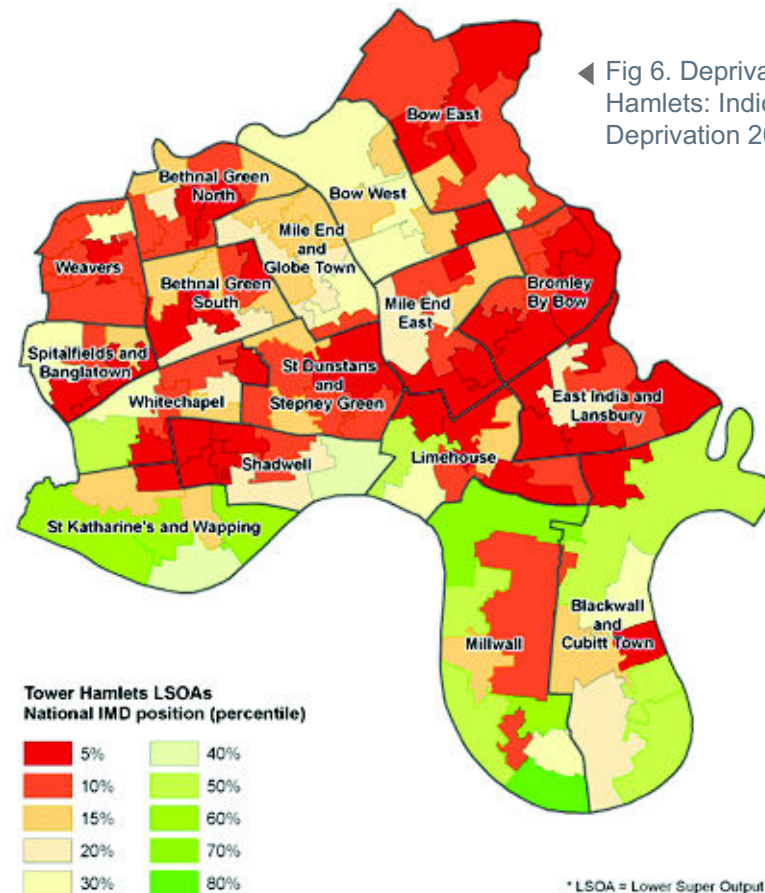 ◀ Fig 6. Depriva
Hamlets: Indic
Deprivation 20
Bow East
Bethnal Green
North
Bow West
Mile End
and
Globe Town
Weavers
Bethnal Green
South
Mile End
East
Bromley
By Bow
Spitalfields and
Banglatown
St Dunstans
and
Stepney Green
Whitechapel
East India and
Lansbury
Shadwell
Limehouse
St Katharine's and Wapping
Blackwall
and
Cubitt Town
Millwall
Tower Hamlets LSOAs
National IMD position (percentile)
5% 40%
10% 50%
15% 60%
20% 70%
30% 80%
* LSOA = Lower Super Output